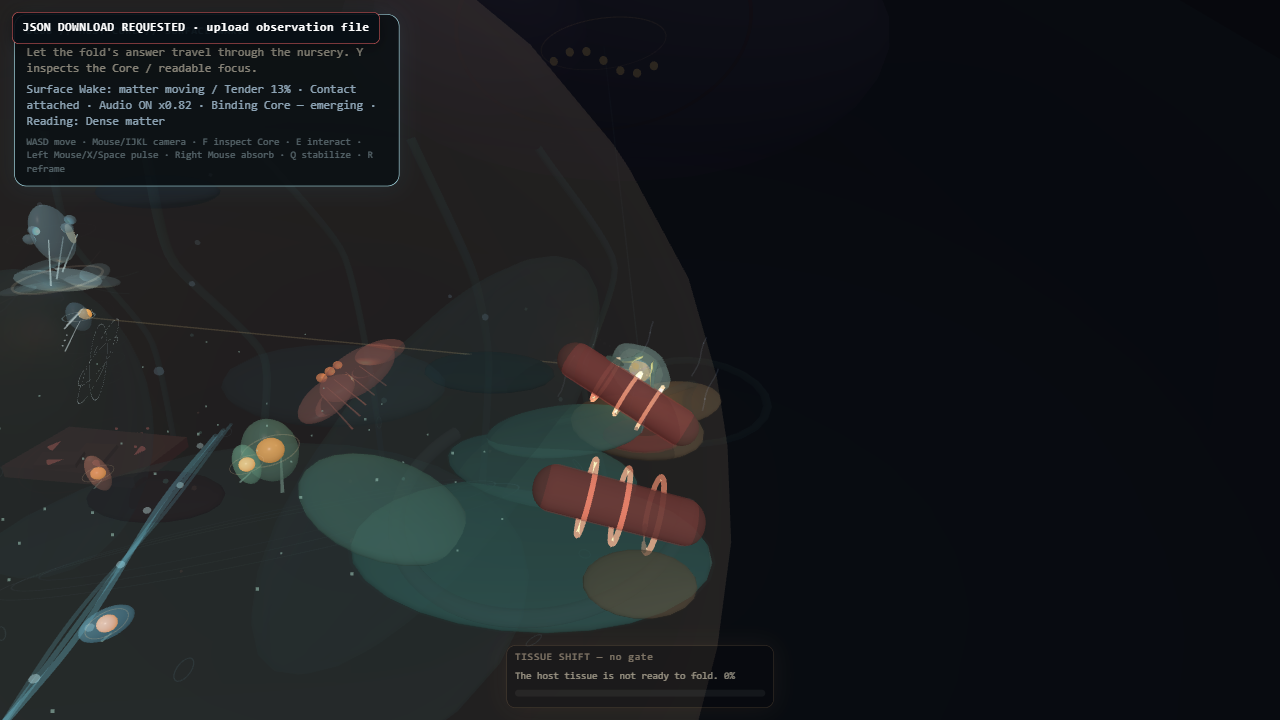 JSON DOWNLOAD REQUESTED · upload observation file
Let the fold's answer travel through the nursery. Y
inspects the Core / readable focus.
Surface Wake: matter moving / Tender 13% · Contact
attached · Audio ON x0.82 · Binding Core — emerging ·
Reading: Dense matter
WASD move · Mouse/IJKL camera · F inspect Core · E interact ·
Left Mouse/X/Space pulse · Right Mouse absorb · Q stabilize · R
reframe
TISSUE SHIFT — no gate
The host tissue is not ready to fold. 0%